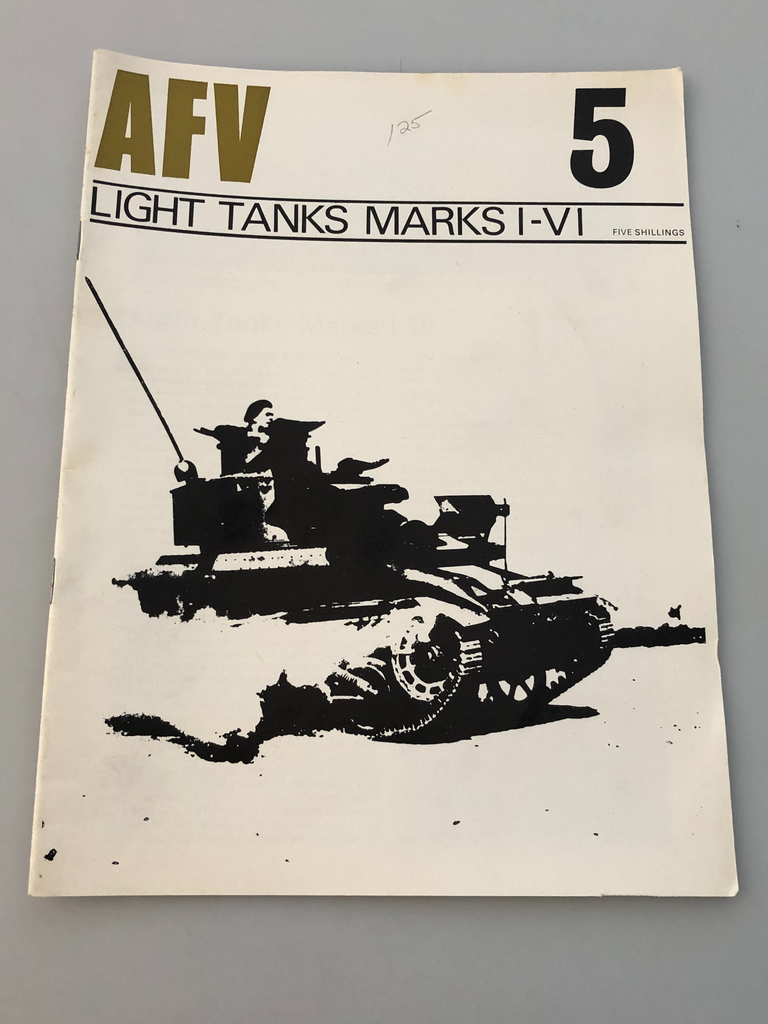 AFV
125
5
LIGHT TANKS MARKS I-VI
FIVE SHILLINGS